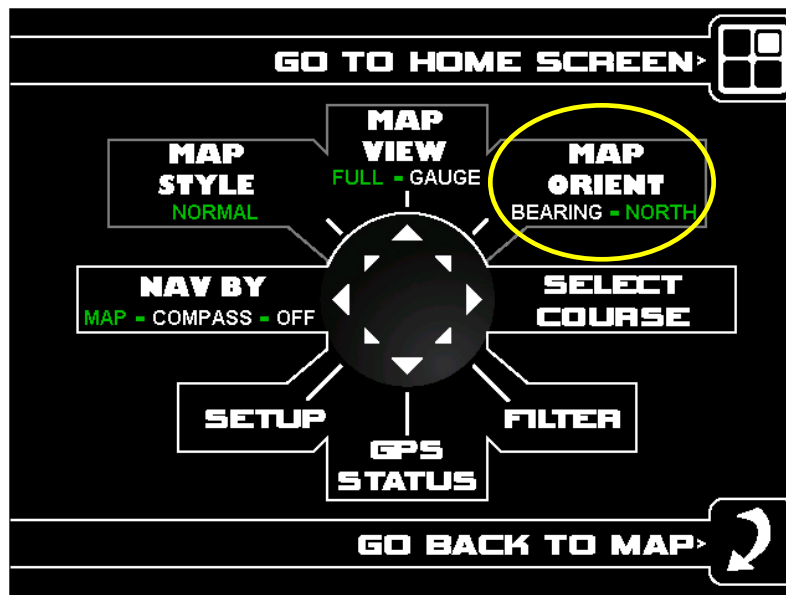 GO TO HOME SCREEN>
MAP
VIEW
FULL - GAUGE
MAP
STYLE
NORMAL
MAP
ORIENT
BEARING - NORTH
NAV BY
MAP - COMPASS - OFF
SELECT
COURSE
SETUP
FILTER
GPS
STATUS
GO BACK TO MAP>